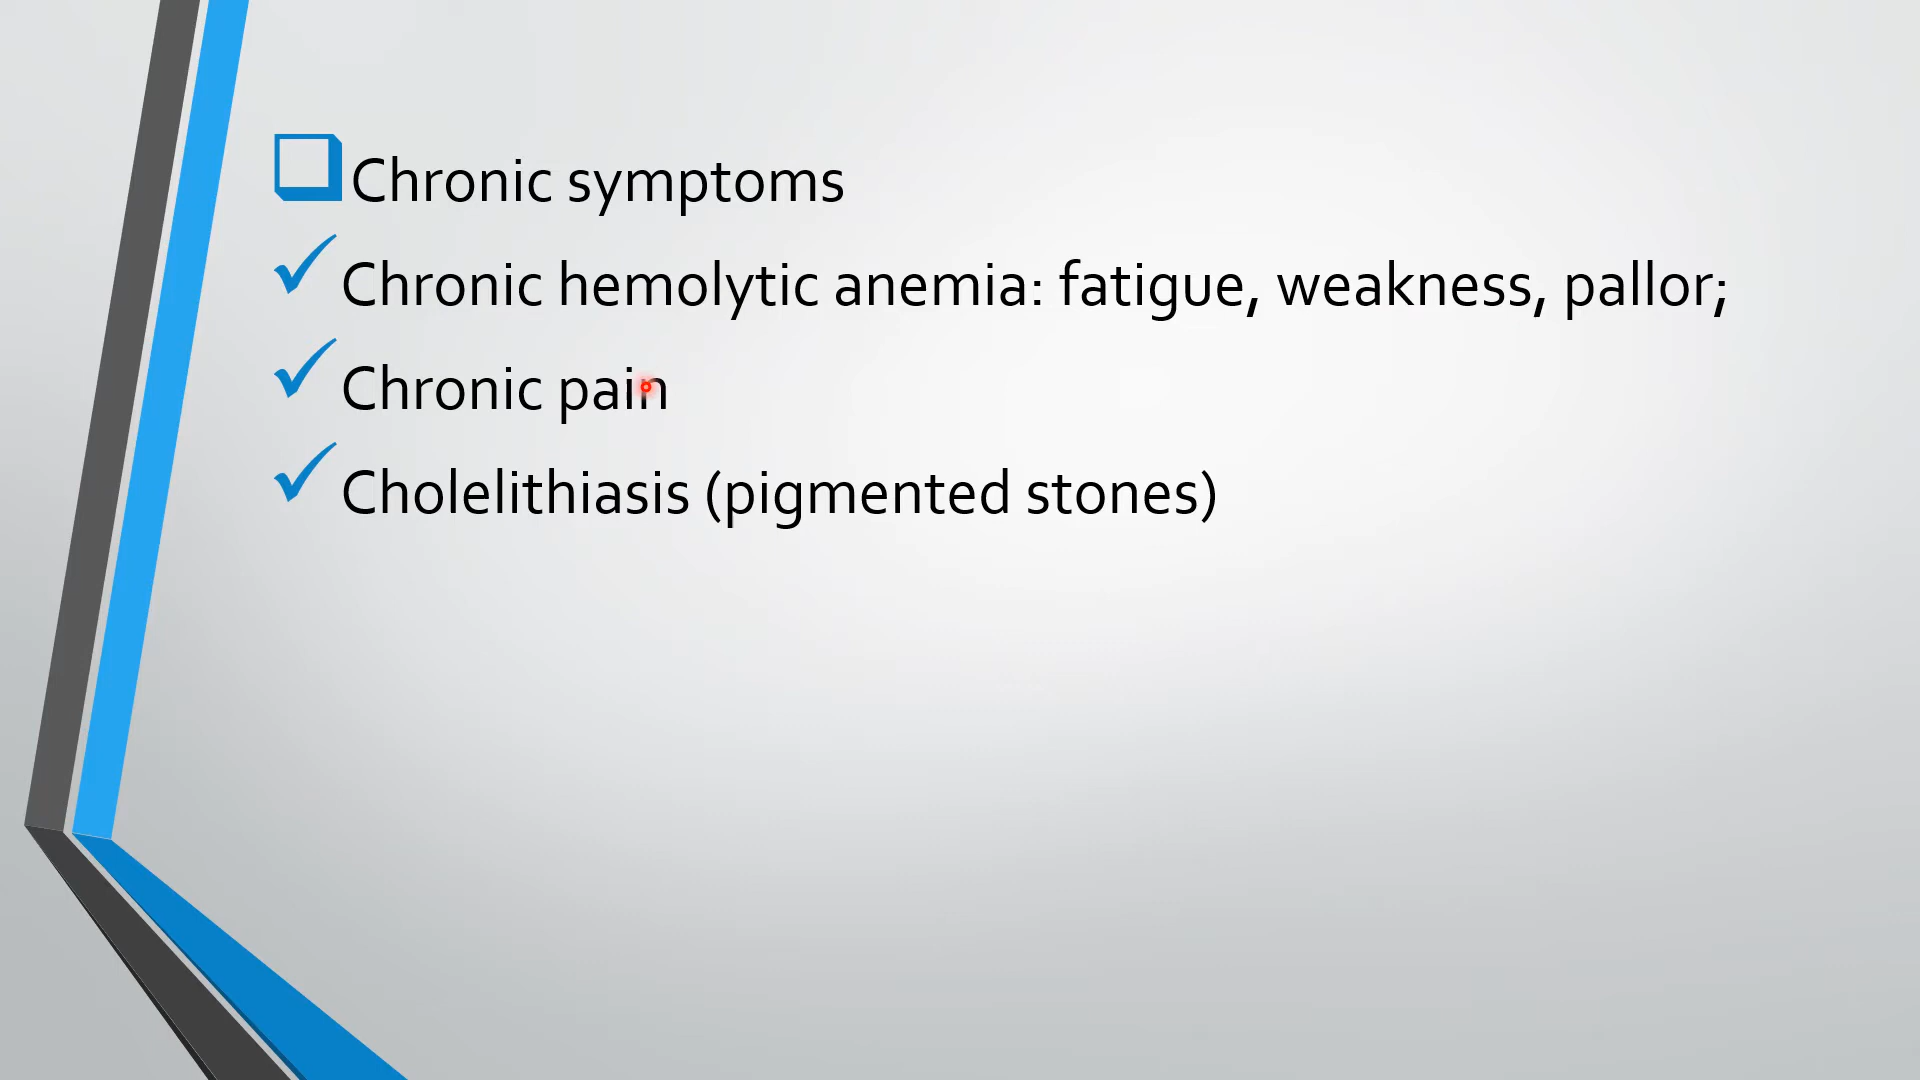 Chronic symptoms
Chronic hemolytic anemia: fatigue, weakness, pallor;
Chronic pain
Cholelithiasis (pigmented stones)